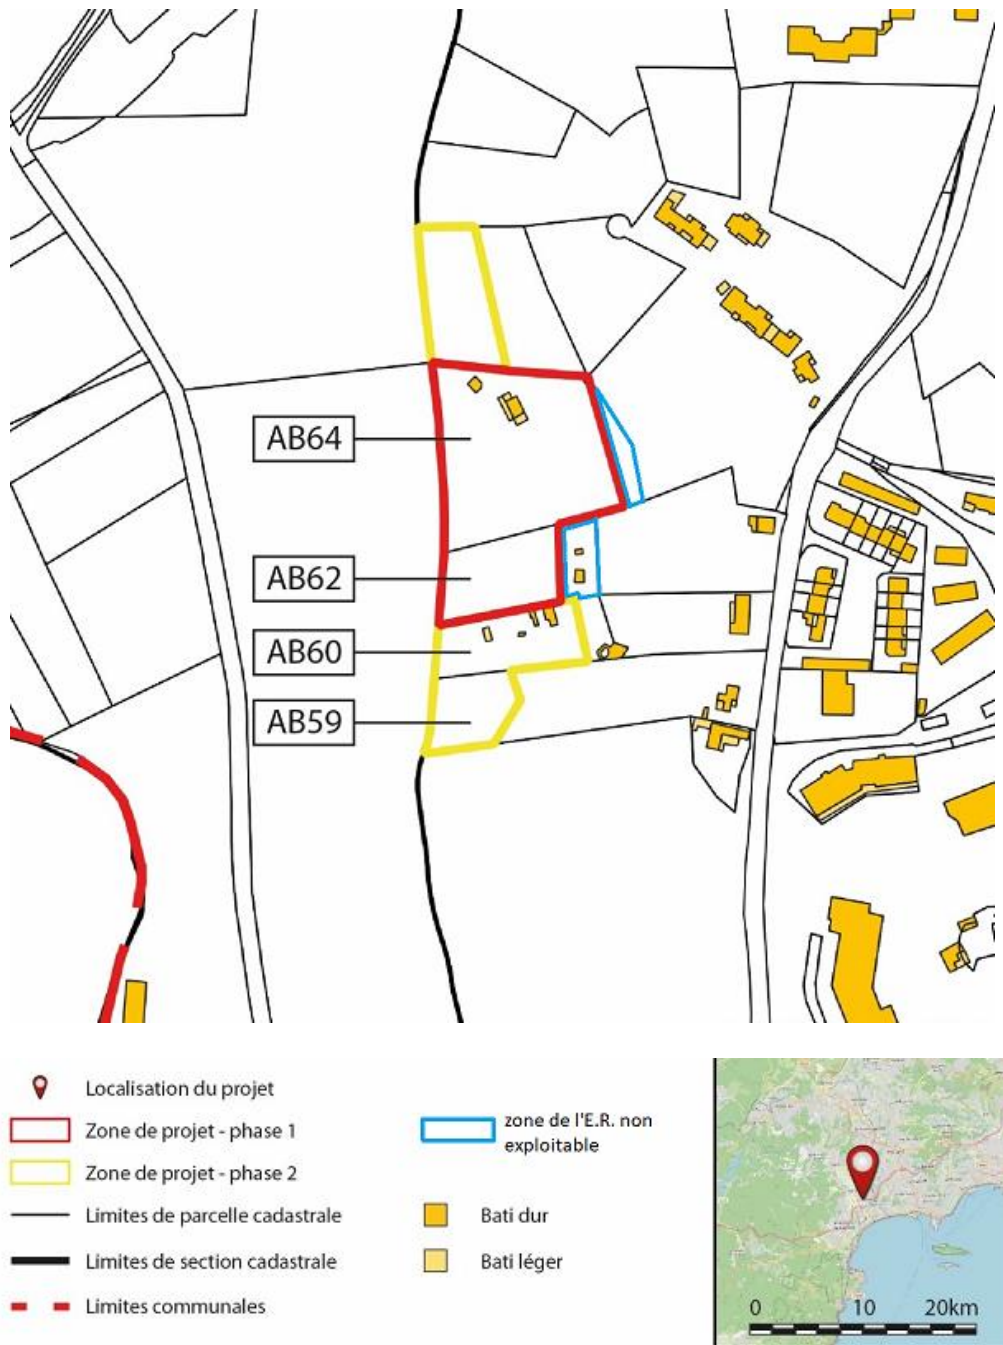 AB64
AB62
AB60
AB59
Localisation du projet
Zone de projet - phase 1
Zone de projet - phase 2
Limites de parcelle cadastrale
Limites de section cadastrale
Limites communales
zone de l'E.R. non
exploitable
Bati dur
Bati léger
0 10 20km